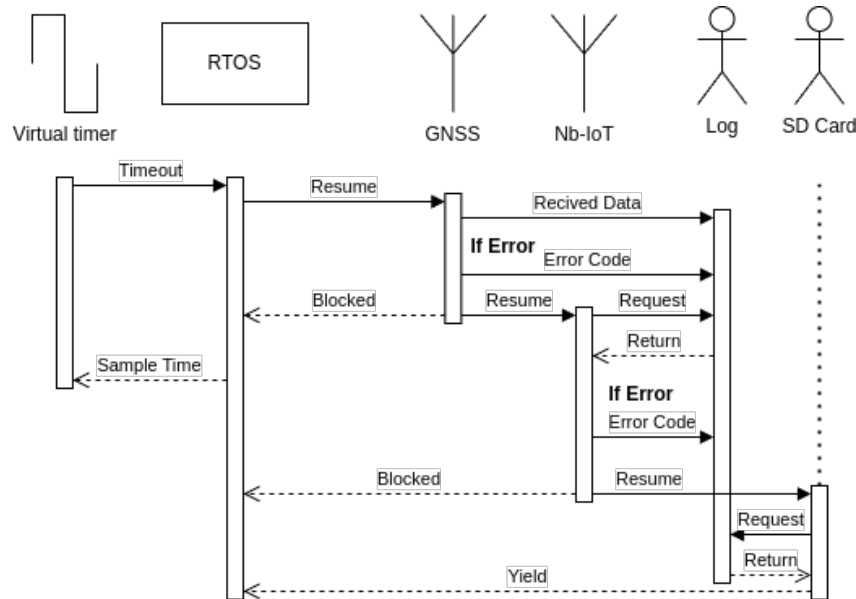 RTOS
Virtual timer
GNSS
Nb-IoT
Log
SD Card
Timeout
Resume
Recived Data
If Error
Error Code
Blocked
Resume
Request
Return
Sample Time
If Error
Error Code
Blocked
Resume
Request
Return
Yield